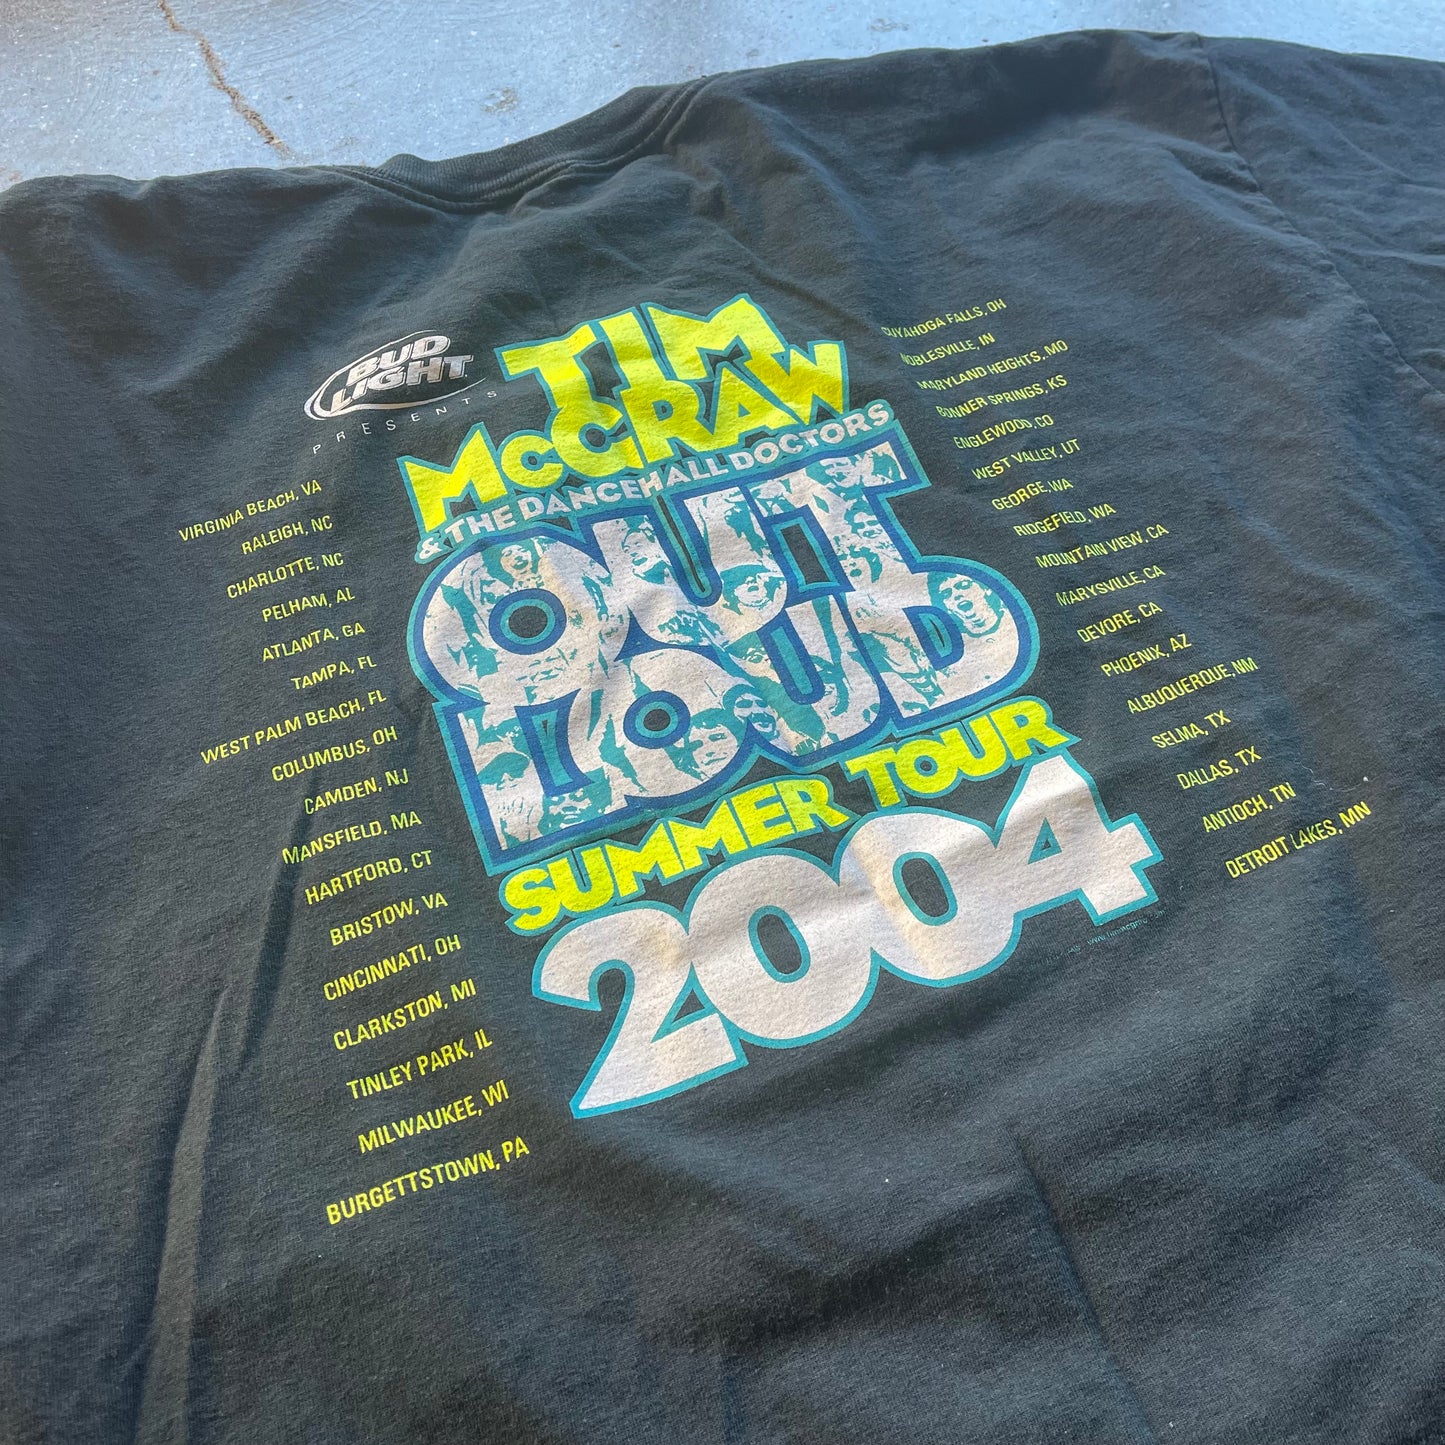 BUD
LIGHT
PRESENTS
TIM
McGRAW
& THE DANCEHALL DOCTORS
OUT
LOUD
SUMMER TOUR
2004
VIRGINIA BEACH, VA
RALEIGH, NC
CHARLOTTE, NC
PELHAM, AL
ATLANTA, GA
TAMPA, FL
WEST PALM BEACH, FL
COLUMBUS, OH
CAMDEN, NJ
MANSFIELD, MA
HARTFORD, CT
BRISTOW, VA
CINCINNATI, OH
CLARKSTON, MI
TINLEY PARK, IL
MILWAUKEE, WI
BURGETTSTOWN, PA
CUYAHOGA FALLS, OH
NOBLESVILLE, IN
MARYLAND HEIGHTS, MO
BONNER SPRINGS, KS
ENGLEWOOD, CO
WEST VALLEY, UT
GEORGE, WA
RIDGEFIELD, WA
MOUNTAIN VIEW, CA
MARYSVILLE, CA
DEVORE, CA
PHOENIX, AZ
ALBUQUERQUE, NM
SELMA, TX
DALLAS, TX
ANTIOCH, TN
DETROIT LAKES, MN